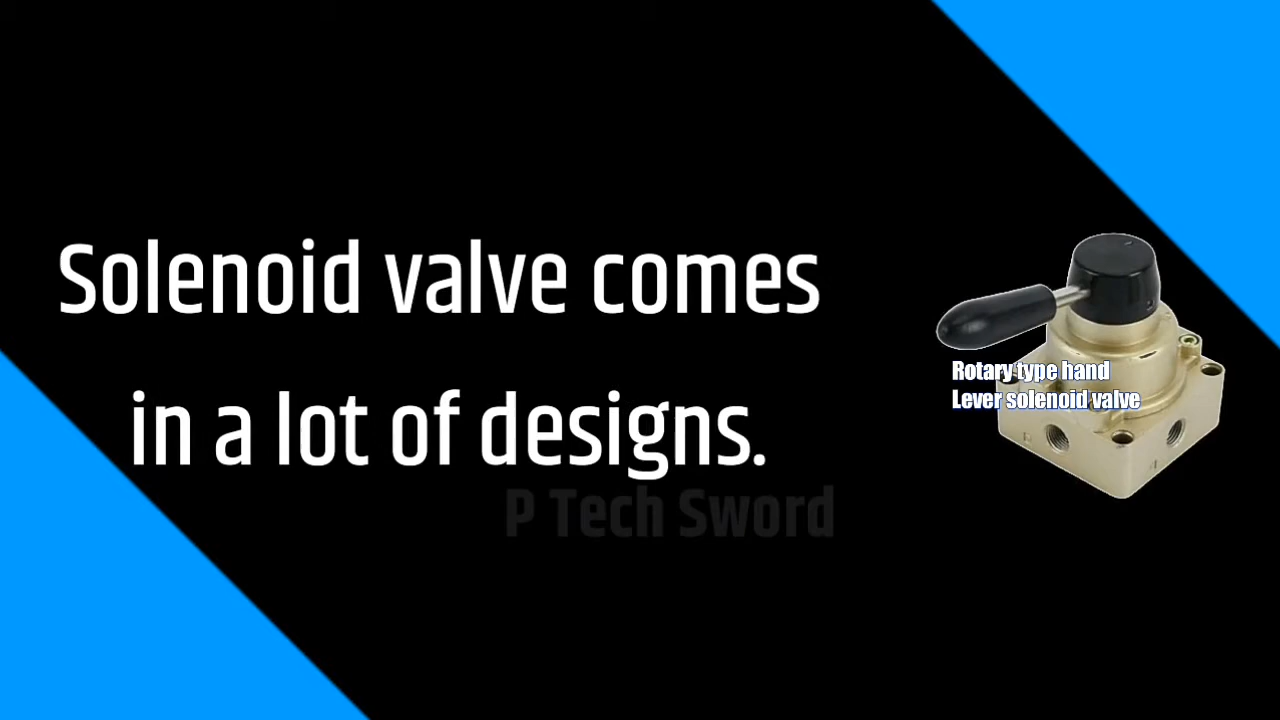 Solenoid valve comes
in a lot of designs.
P Tech Sword
Rotary type hand
Lever solenoid valve